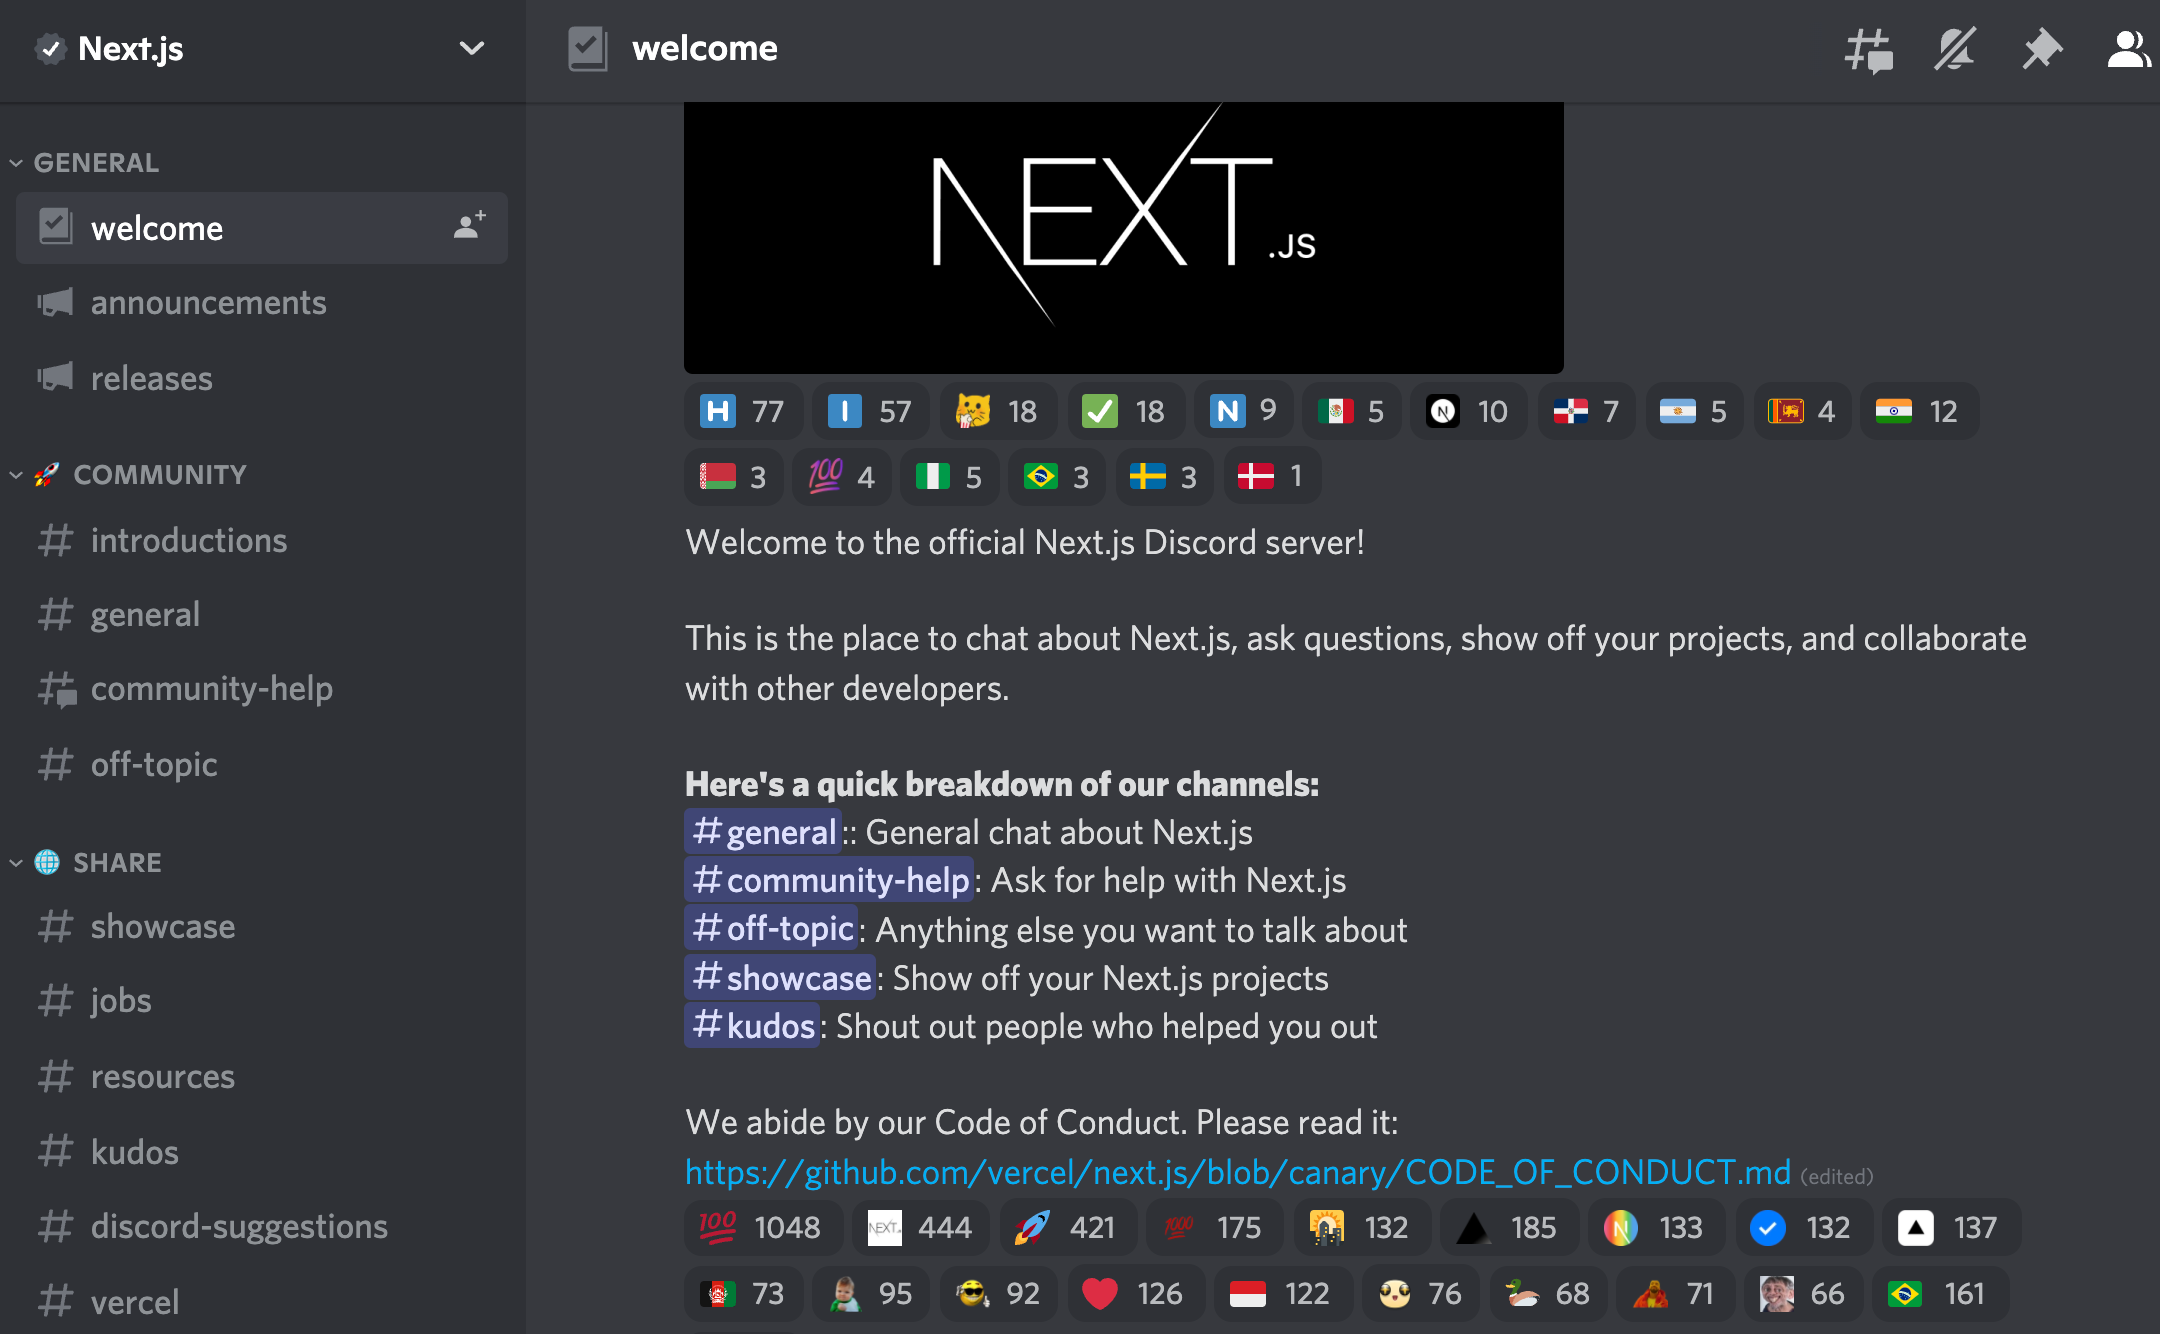 Next.js
GENERAL
welcome
announcements
releases
COMMUNITY
introductions
general
community-help
off-topic
SHARE
showcase
jobs
resources
kudos
discord-suggestions
vercel
welcome
NEXT.JS
H 77 I 57 18 18 N 9 5 N 10 7 5 4 12
3 100 4 5 3 3 1
Welcome to the official Next.js Discord server!
This is the place to chat about Next.js, ask questions, show off your projects, and collaborate
with other developers.
Here's a quick breakdown of our channels:
#general:: General chat about Next.js
#community-help: Ask for help with Next.js
#off-topic: Anything else you want to talk about
#showcase: Show off your Next.js projects
#kudos: Shout out people who helped you out
We abide by our Code of Conduct. Please read it:
https://github.com/vercel/next.js/blob/canary/CODE_OF_CONDUCT.md (edited)
100 1048 NEXT. 444 421 1000 175 132 185 N 133 132 137
73 95 92 126 122 76 68 71 66 161